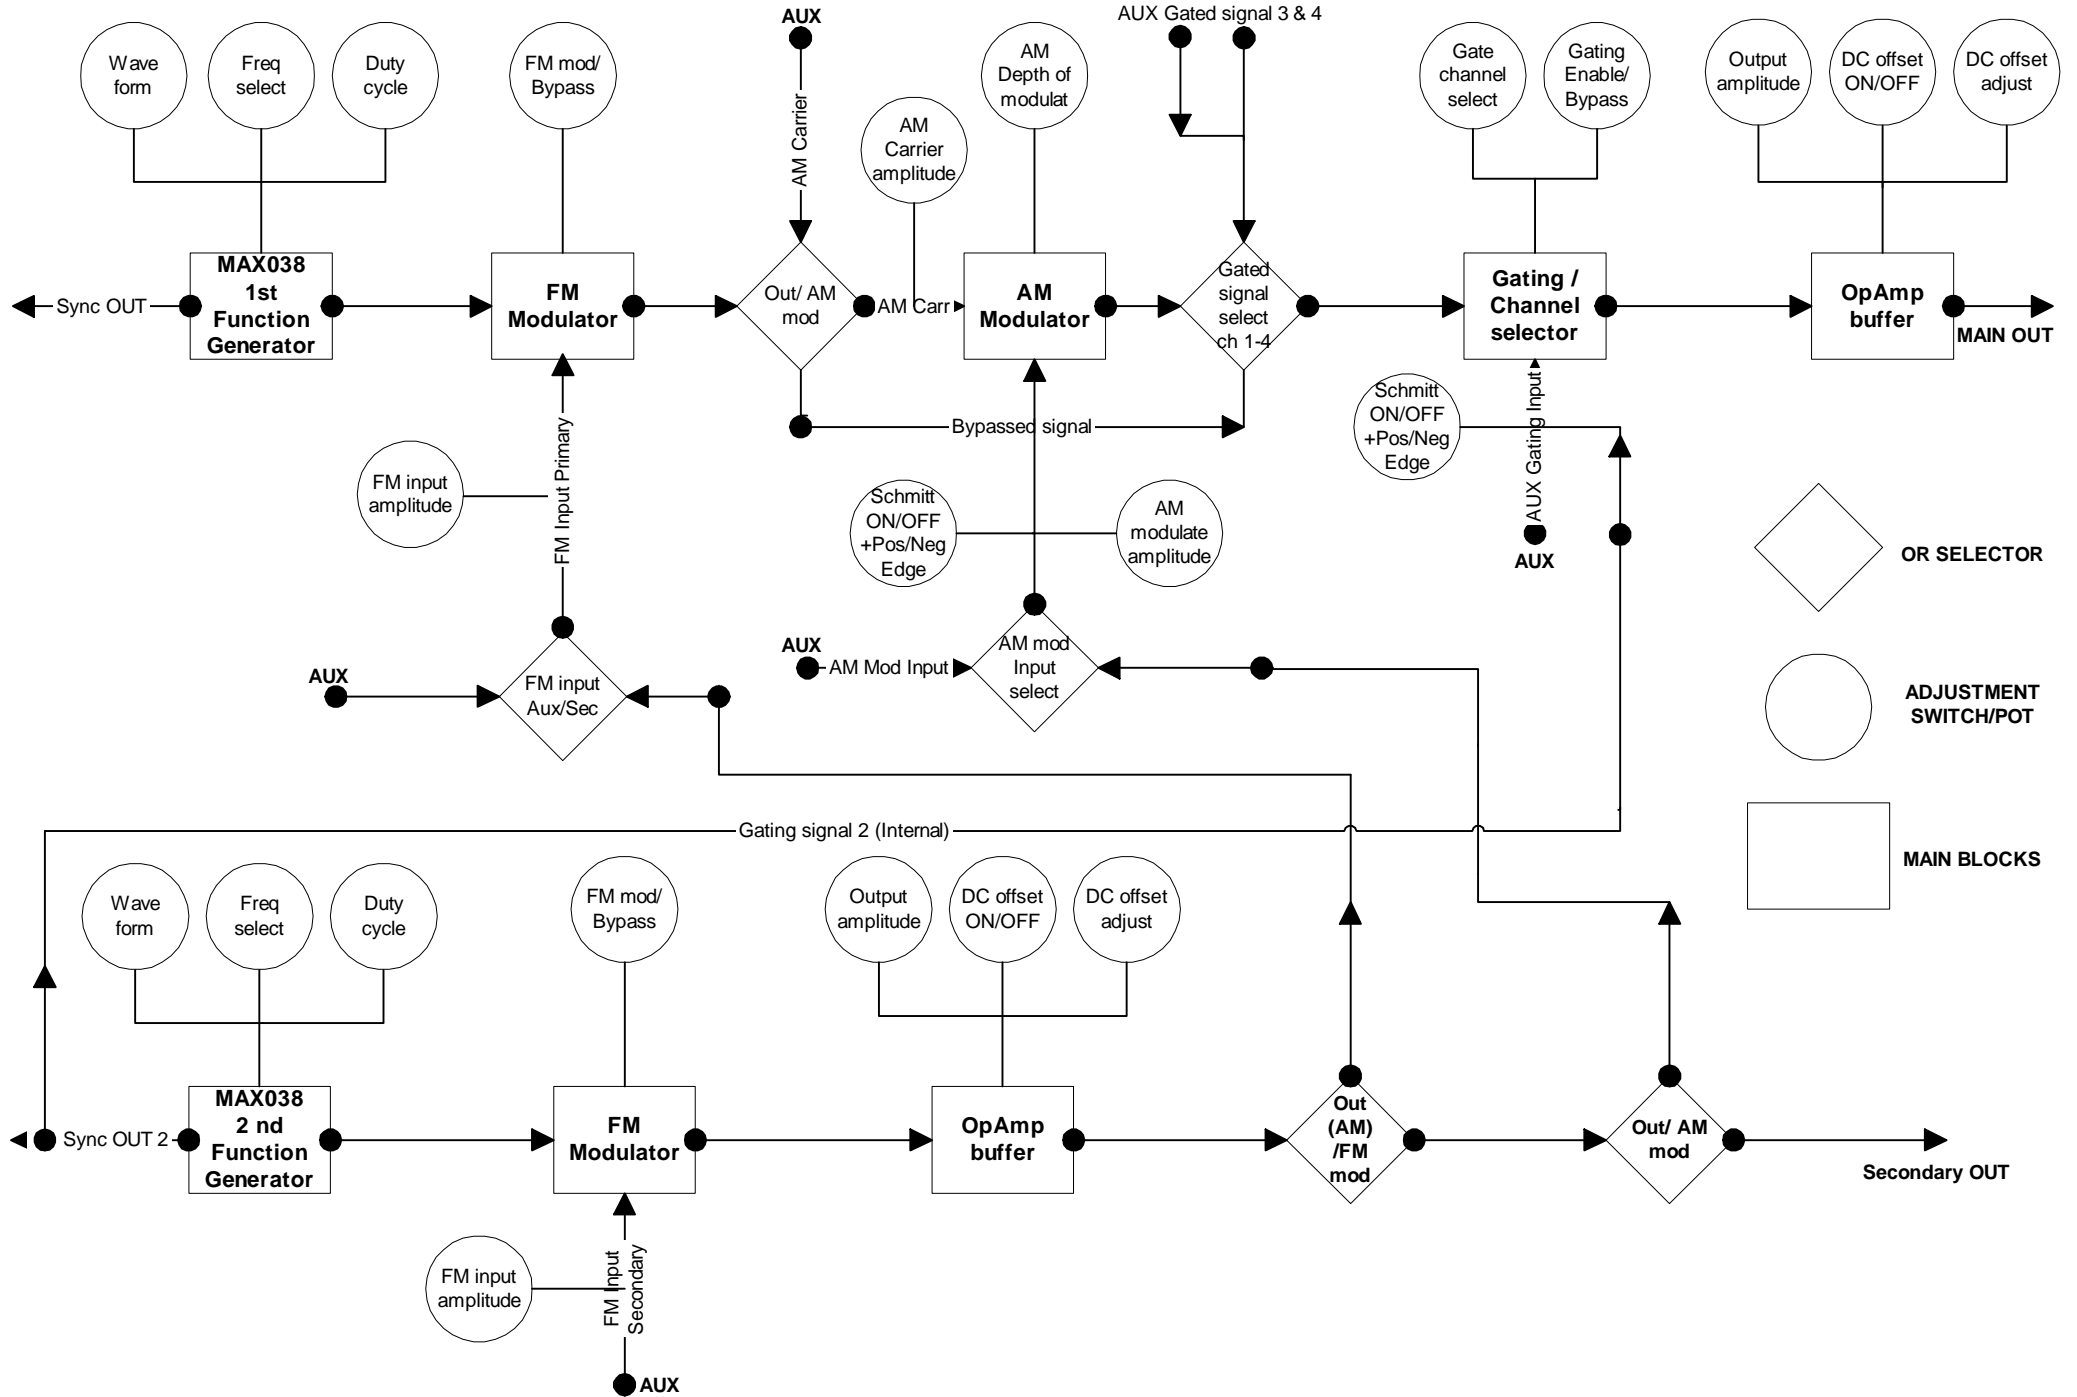 AUX
AUX Gated signal 3 & 4
Wave
form
Freq
select
Duty
cycle
FM mod/
Bypass
AM
Depth of
modulat
Gate
channel
select
Gating
Enable/
Bypass
Output
amplitude
DC offset
ON/OFF
DC offset
adjust
AM Carrier
AM
Carrier
amplitude
Sync OUT
MAX038
1st
Function
Generator
FM
Modulator
Out/ AM
mod
AM Carr
AM
Modulator
Gated
signal
select
ch 1-4
Gating /
Channel
selector
OpAmp
buffer
MAIN OUT
Bypassed signal
Schmitt
ON/OFF
+Pos/Neg
Edge
AUX Gating Input
AUX
FM input
amplitude
FM Input Primary
Schmitt
ON/OFF
+Pos/Neg
Edge
AM
modulate
amplitude
OR SELECTOR
AUX
FM input
Aux/Sec
AUX
AM Mod Input
AM mod
Input
select
ADJUSTMENT
SWITCH/POT
Gating signal 2 (Internal)
MAIN BLOCKS
Wave
form
Freq
select
Duty
cycle
FM mod/
Bypass
Output
amplitude
DC offset
ON/OFF
DC offset
adjust
Sync OUT 2
MAX038
2 nd
Function
Generator
FM
Modulator
OpAmp
buffer
Out
(AM)
/FM
mod
Out/ AM
mod
Secondary OUT
FM input
amplitude
FM Input
Secondary
AUX